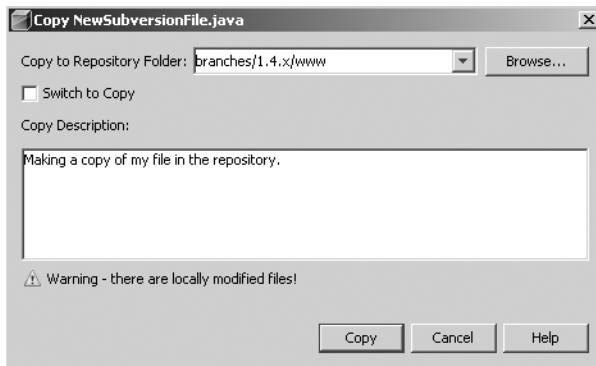 Copy NewSubversionFile.java
Copy to Repository Folder: branches/1.4.x/www Browse...
Switch to Copy
Copy Description:
Making a copy of my file in the repository.
Warning - there are locally modified files!
Copy Cancel Help